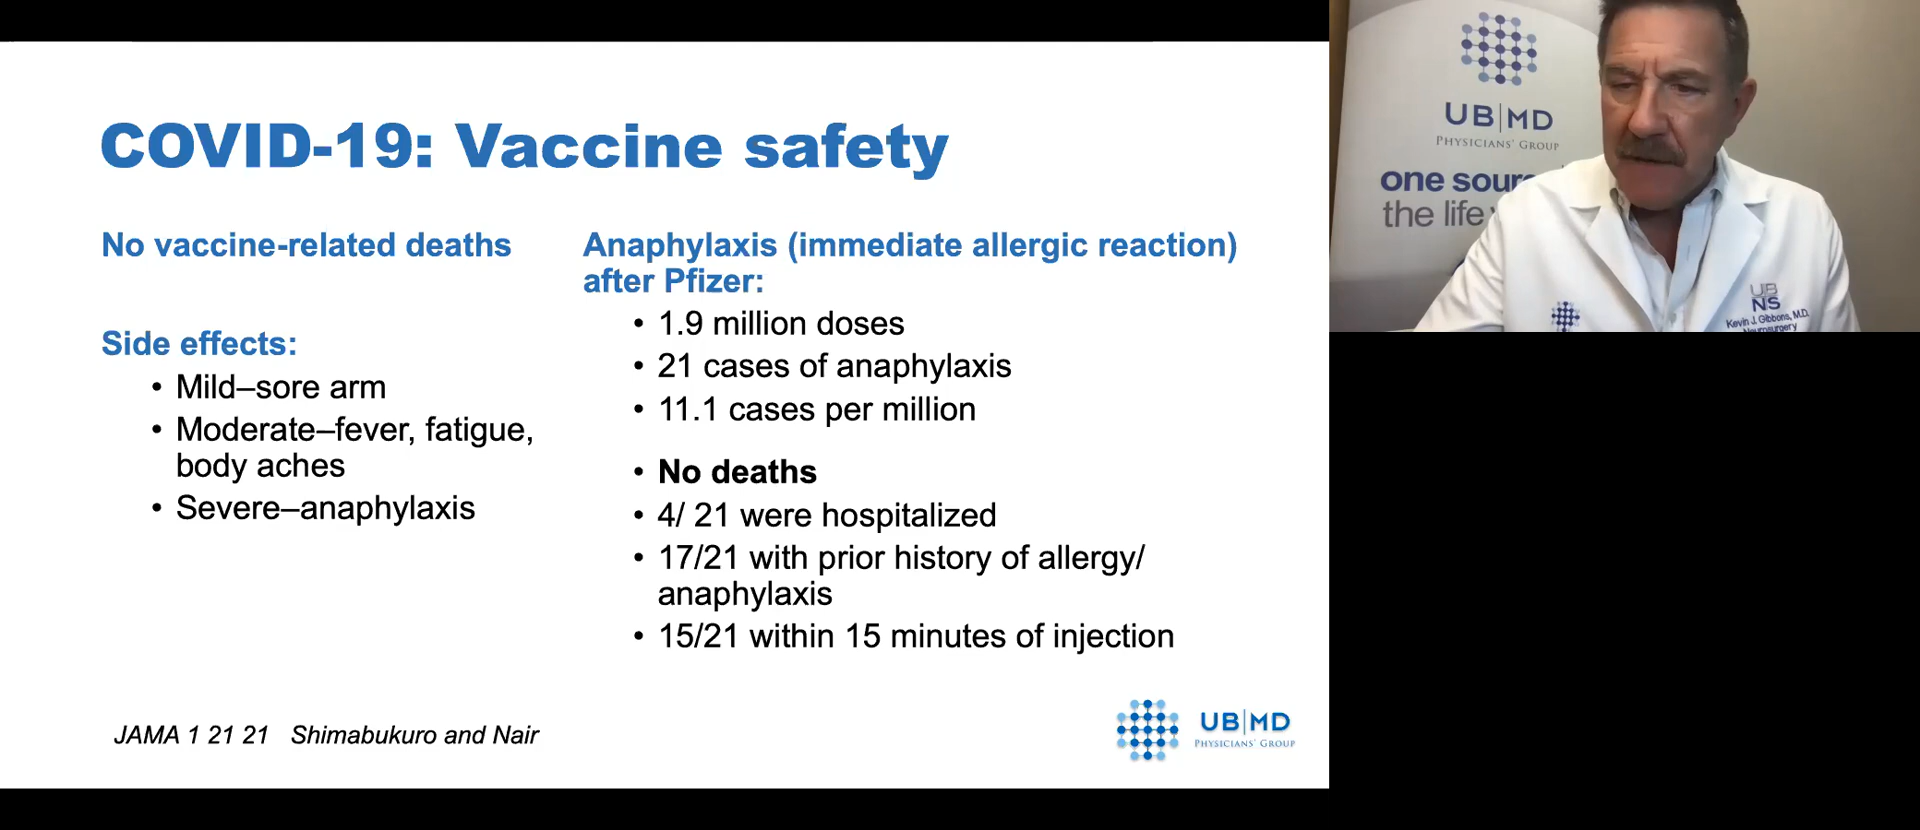 COVID-19: Vaccine safety
No vaccine-related deaths
Side effects:
• Mild–sore arm
• Moderate–fever, fatigue,
body aches
• Severe–anaphylaxis
Anaphylaxis (immediate allergic reaction)
after Pfizer:
• 1.9 million doses
• 21 cases of anaphylaxis
• 11.1 cases per million
• No deaths
• 4/ 21 were hospitalized
• 17/21 with prior history of allergy/
anaphylaxis
• 15/21 within 15 minutes of injection
JAMA 1 21 21 Shimabukuro and Nair
UB|MD
PHYSICIANS' GROUP
UB|MD
PHYSICIANS' GROUP
one sour
the life
UB
NS
Kevin J. Gibbons, M.D.
Neurosurgery